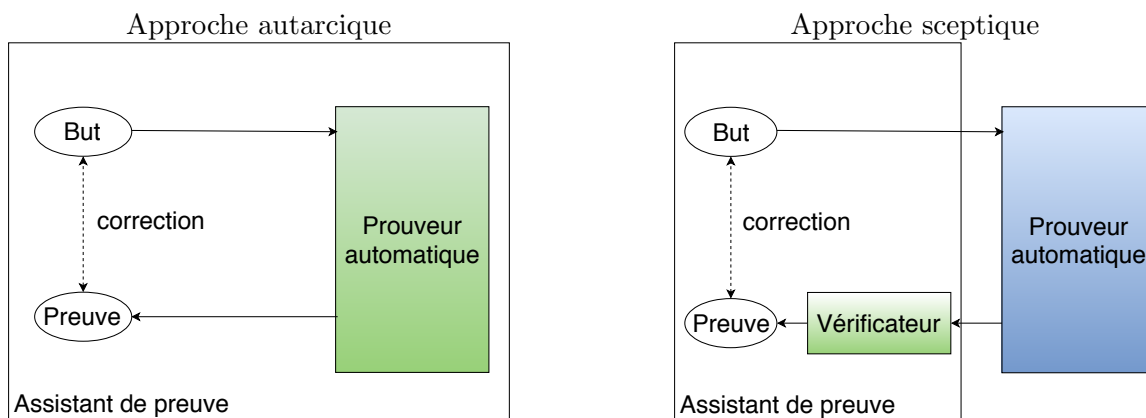 Approche autarcique
But
correction
Prouveur
automatique
Preuve
Assistant de preuve
Approche sceptique
But
correction
Prouveur
automatique
Preuve
Vérificateur
Assistant de preuve